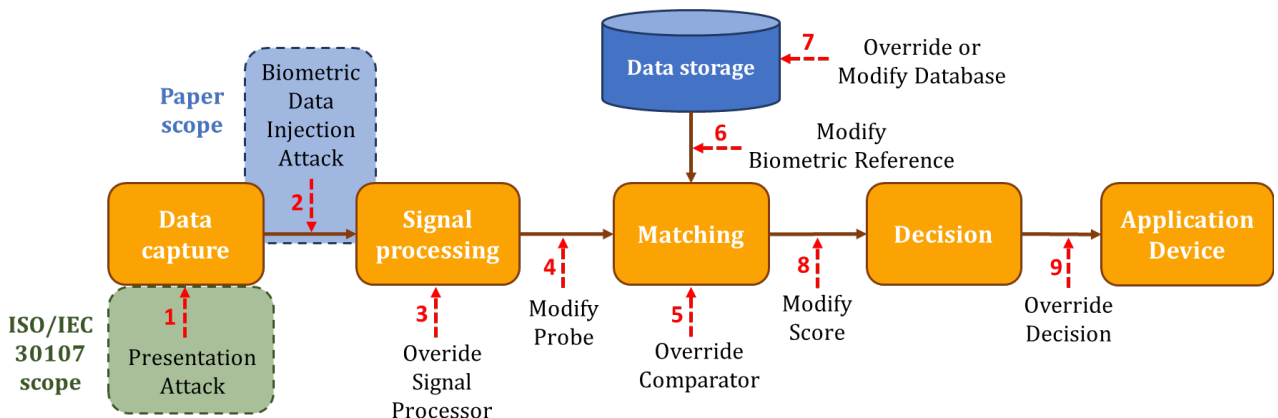 Paper
scope
Biometric
Data
Injection
Attack
2
Data storage
7
Override or
Modify Database
6
Modify
Biometric Reference
Data
capture
Signal
processing
Matching
Decision
Application
Device
ISO/IEC
30107
scope
1
Presentation
Attack
3
Overide
Signal
Processor
4
Modify
Probe
5
Override
Comparator
8
Modify
Score
9
Override
Decision